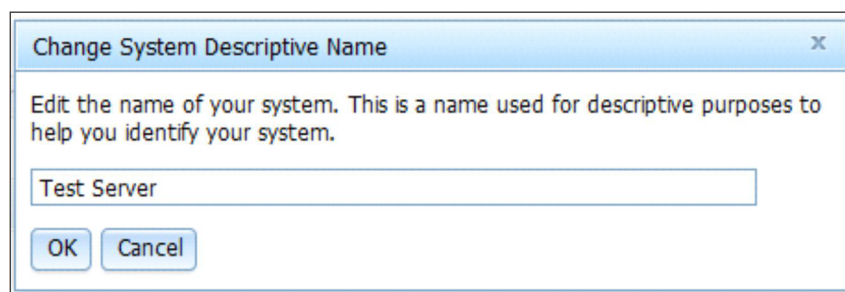 Change System Descriptive Name x
Edit the name of your system. This is a name used for descriptive purposes to
help you identify your system.
Test Server
OK Cancel